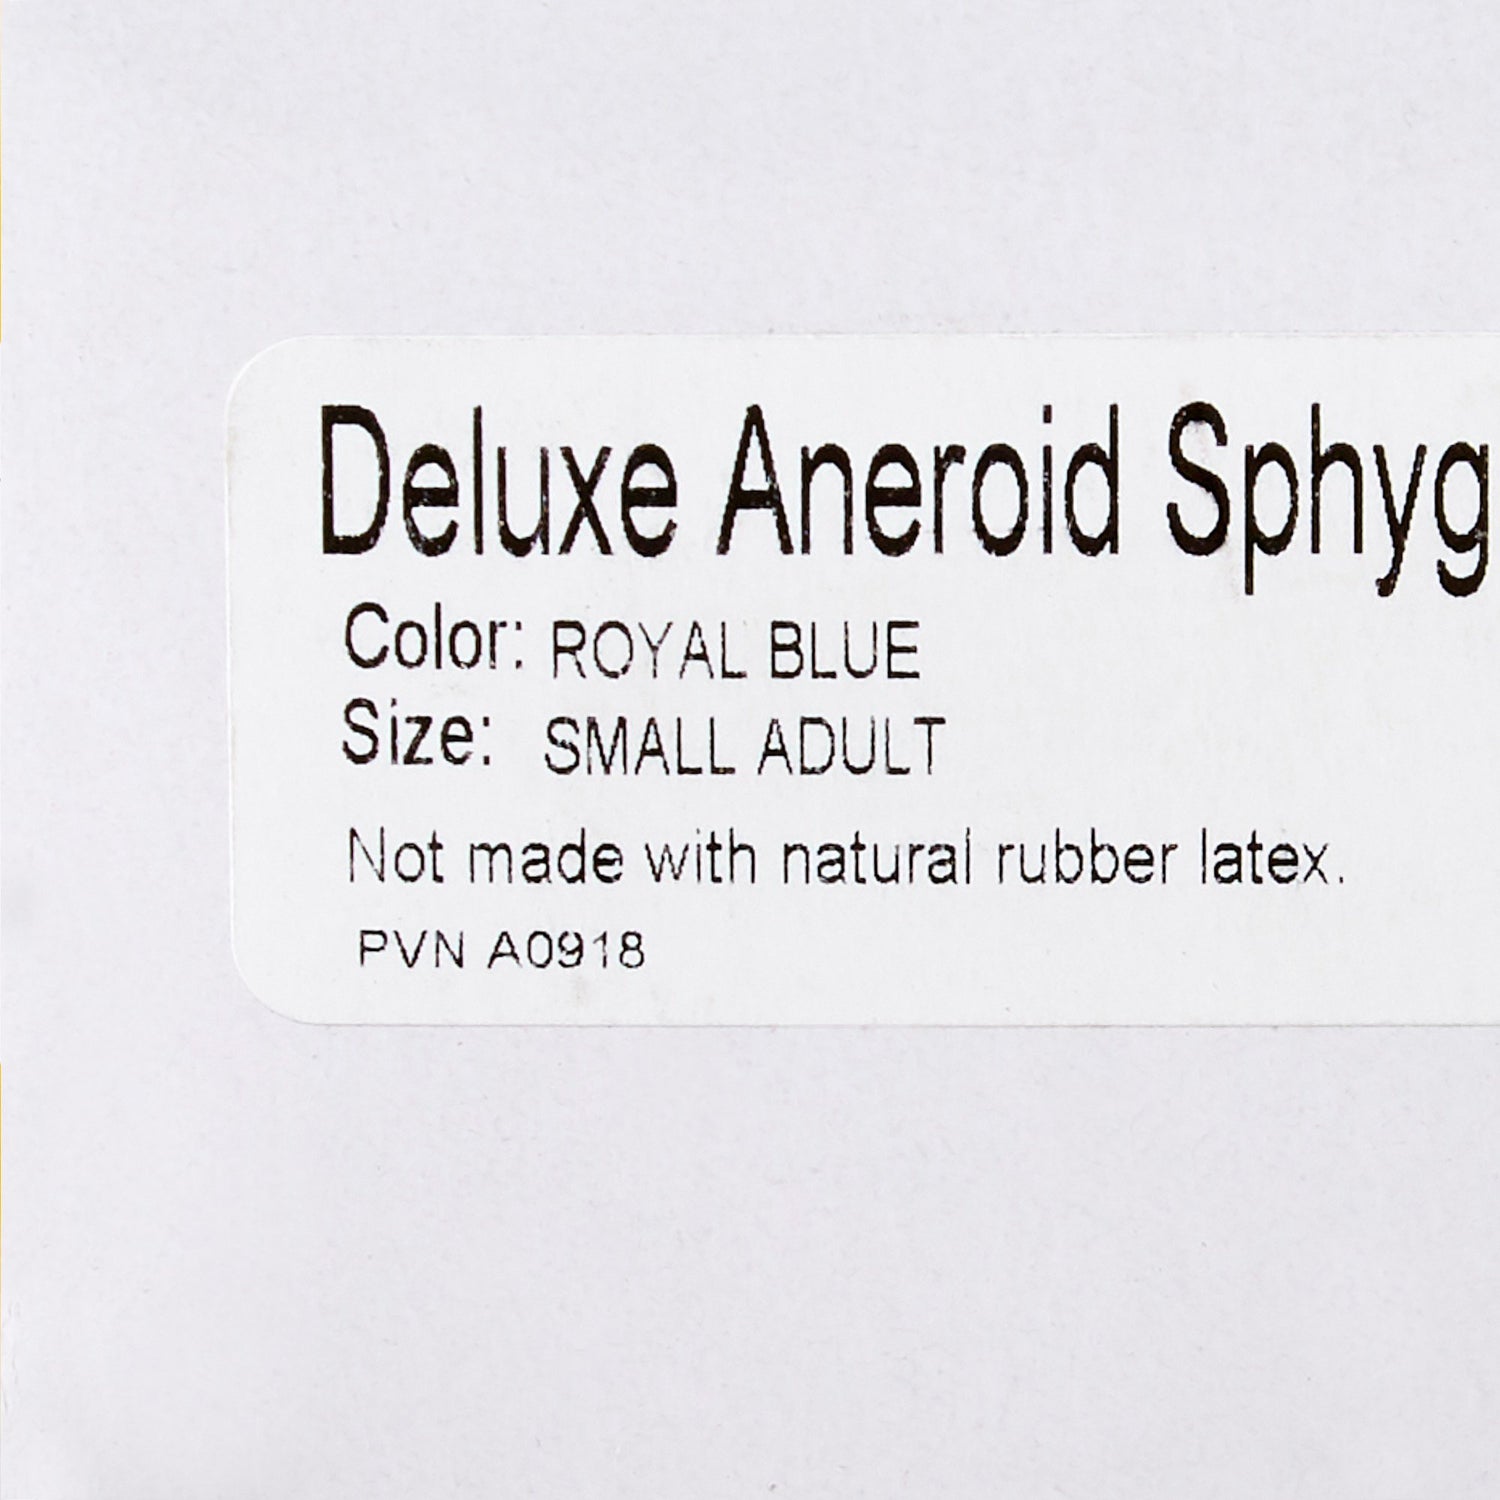 Deluxe Aneroid Sphyg
Color: ROYAL BLUE
Size: SMALL ADULT
Not made with natural rubber latex.
PVN A0918